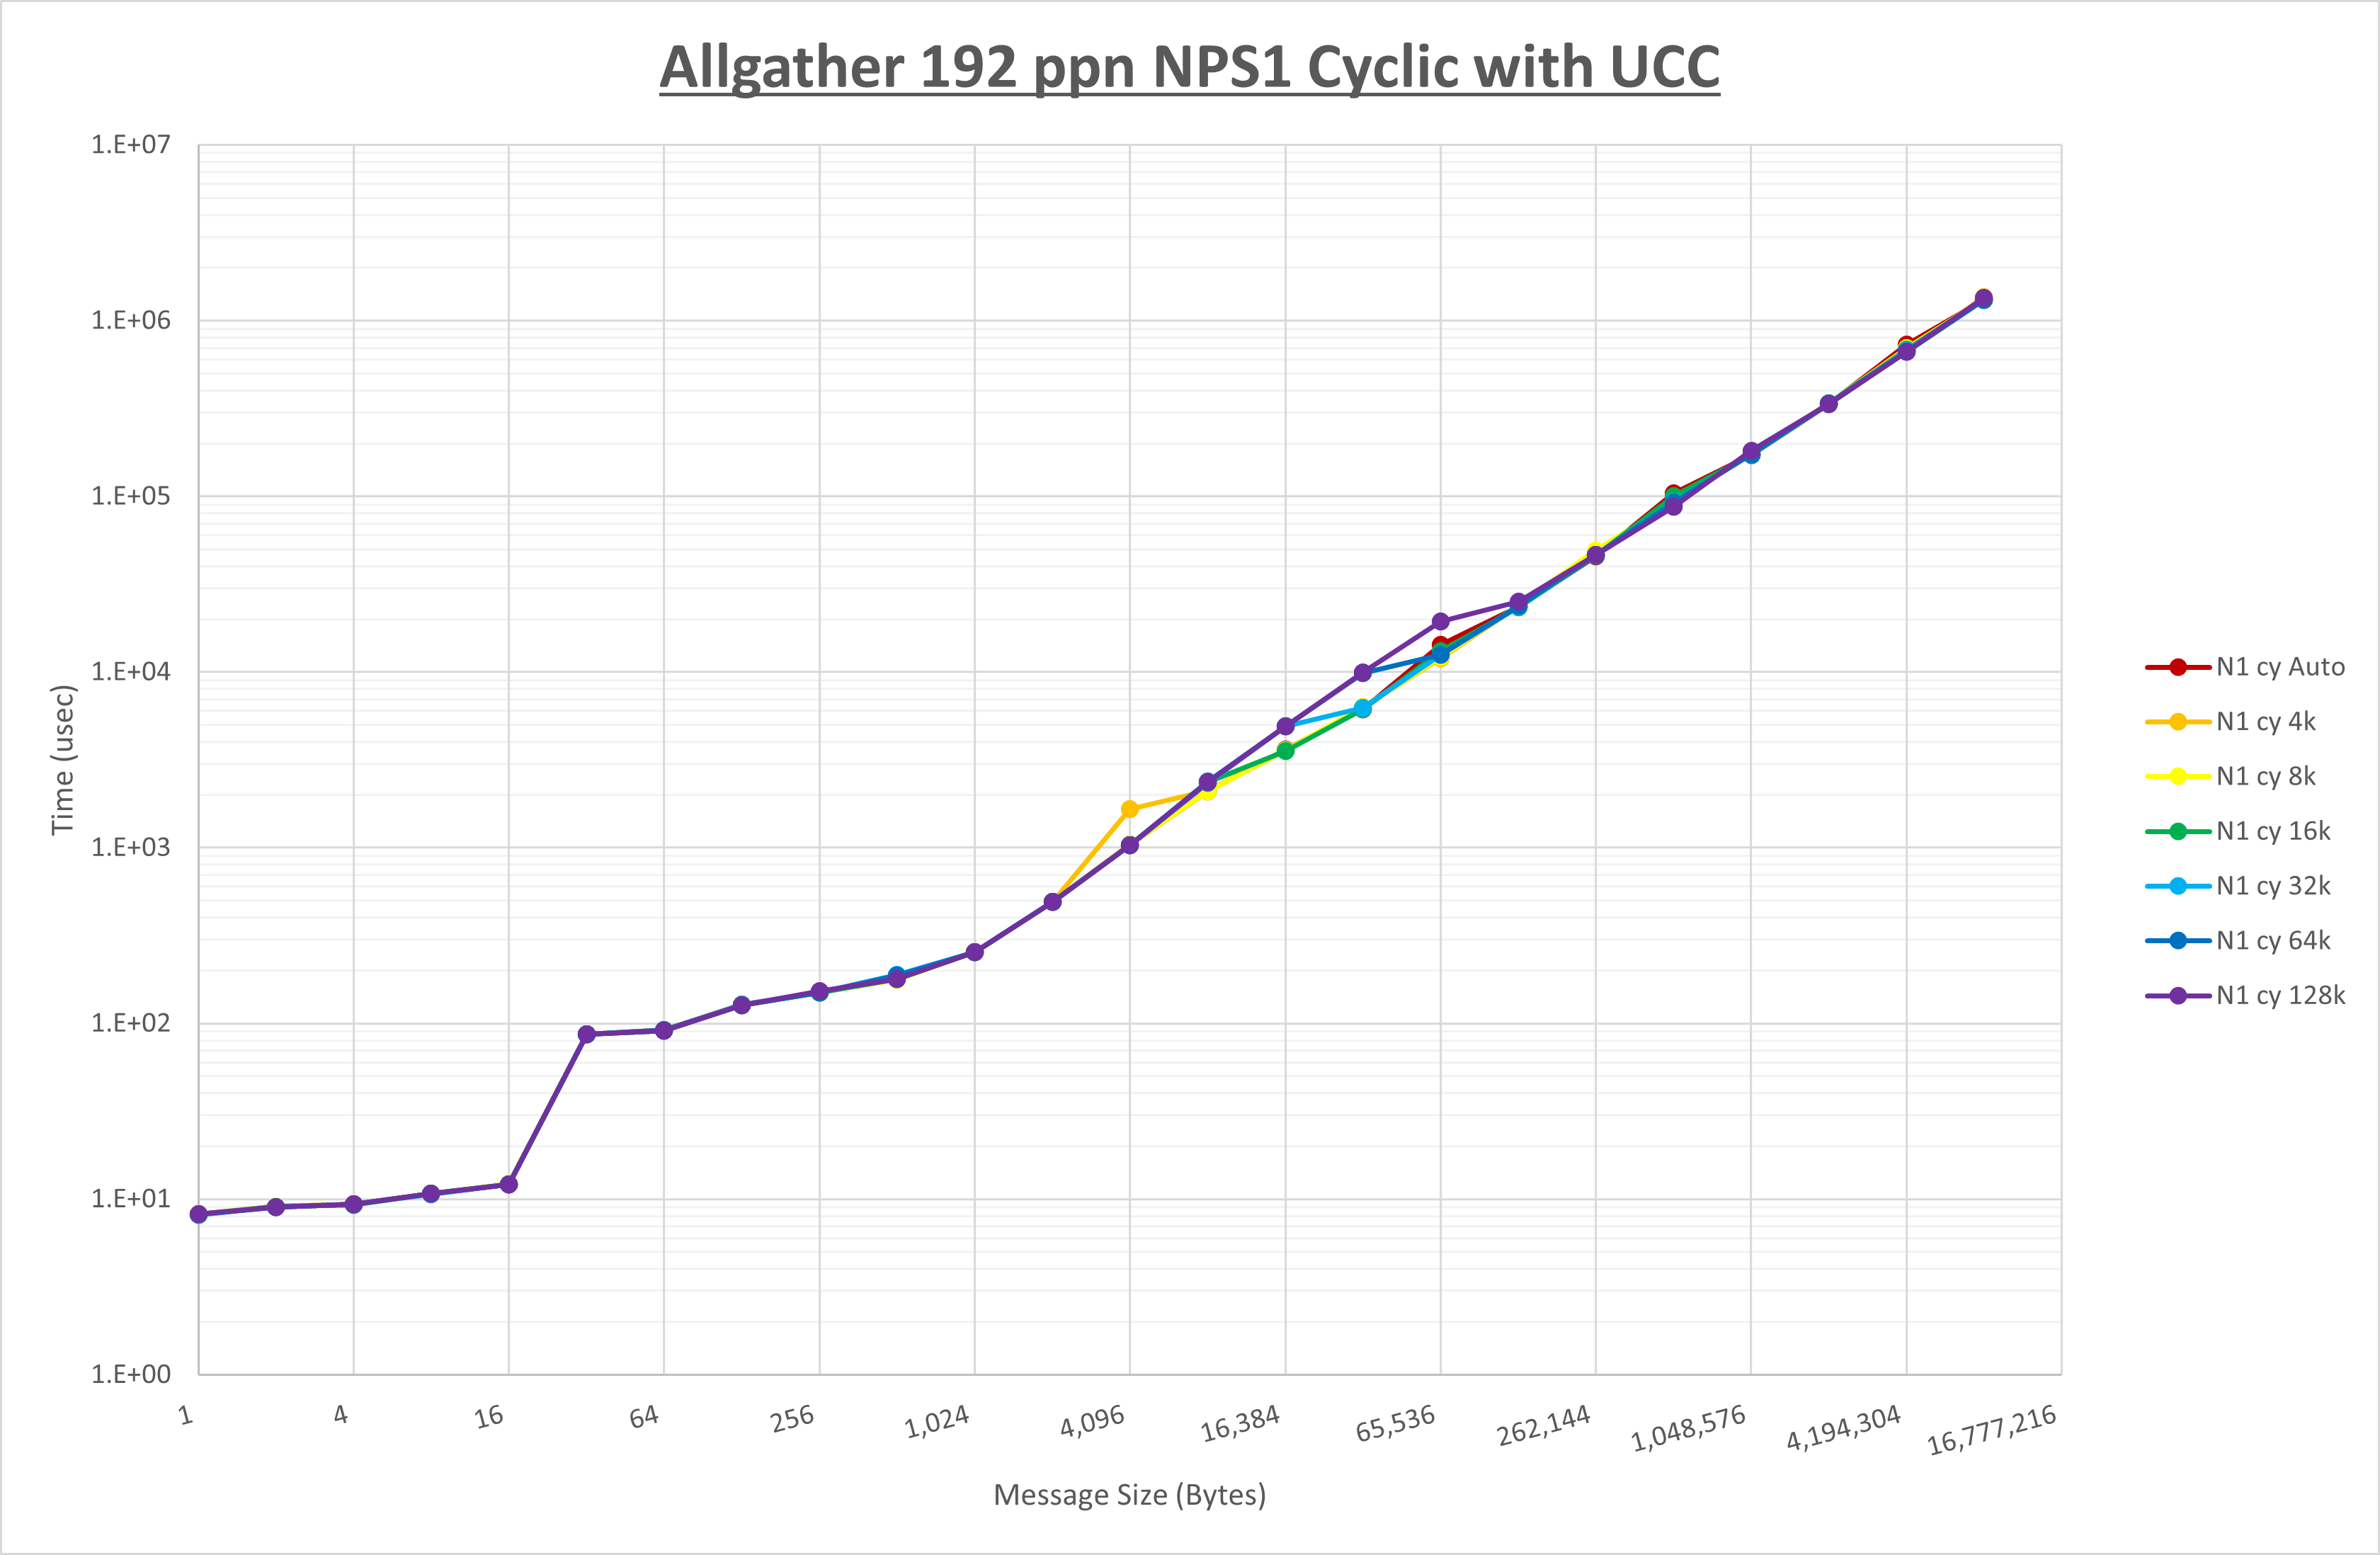 Allgather 192 ppn NPS1 Cyclic with UCC
1.E+07
1.E+06
1.E+05
1.E+04
1.E+03
1.E+02
1.E+01
1.E+00
Time (usec)
1
4
16
64
256
1,024
4,096
16,384
65,536
262,144
1,048,576
4,194,304
16,777,216
Message Size (Bytes)
N1 cy Auto
N1 cy 4k
N1 cy 8k
N1 cy 16k
N1 cy 32k
N1 cy 64k
N1 cy 128k